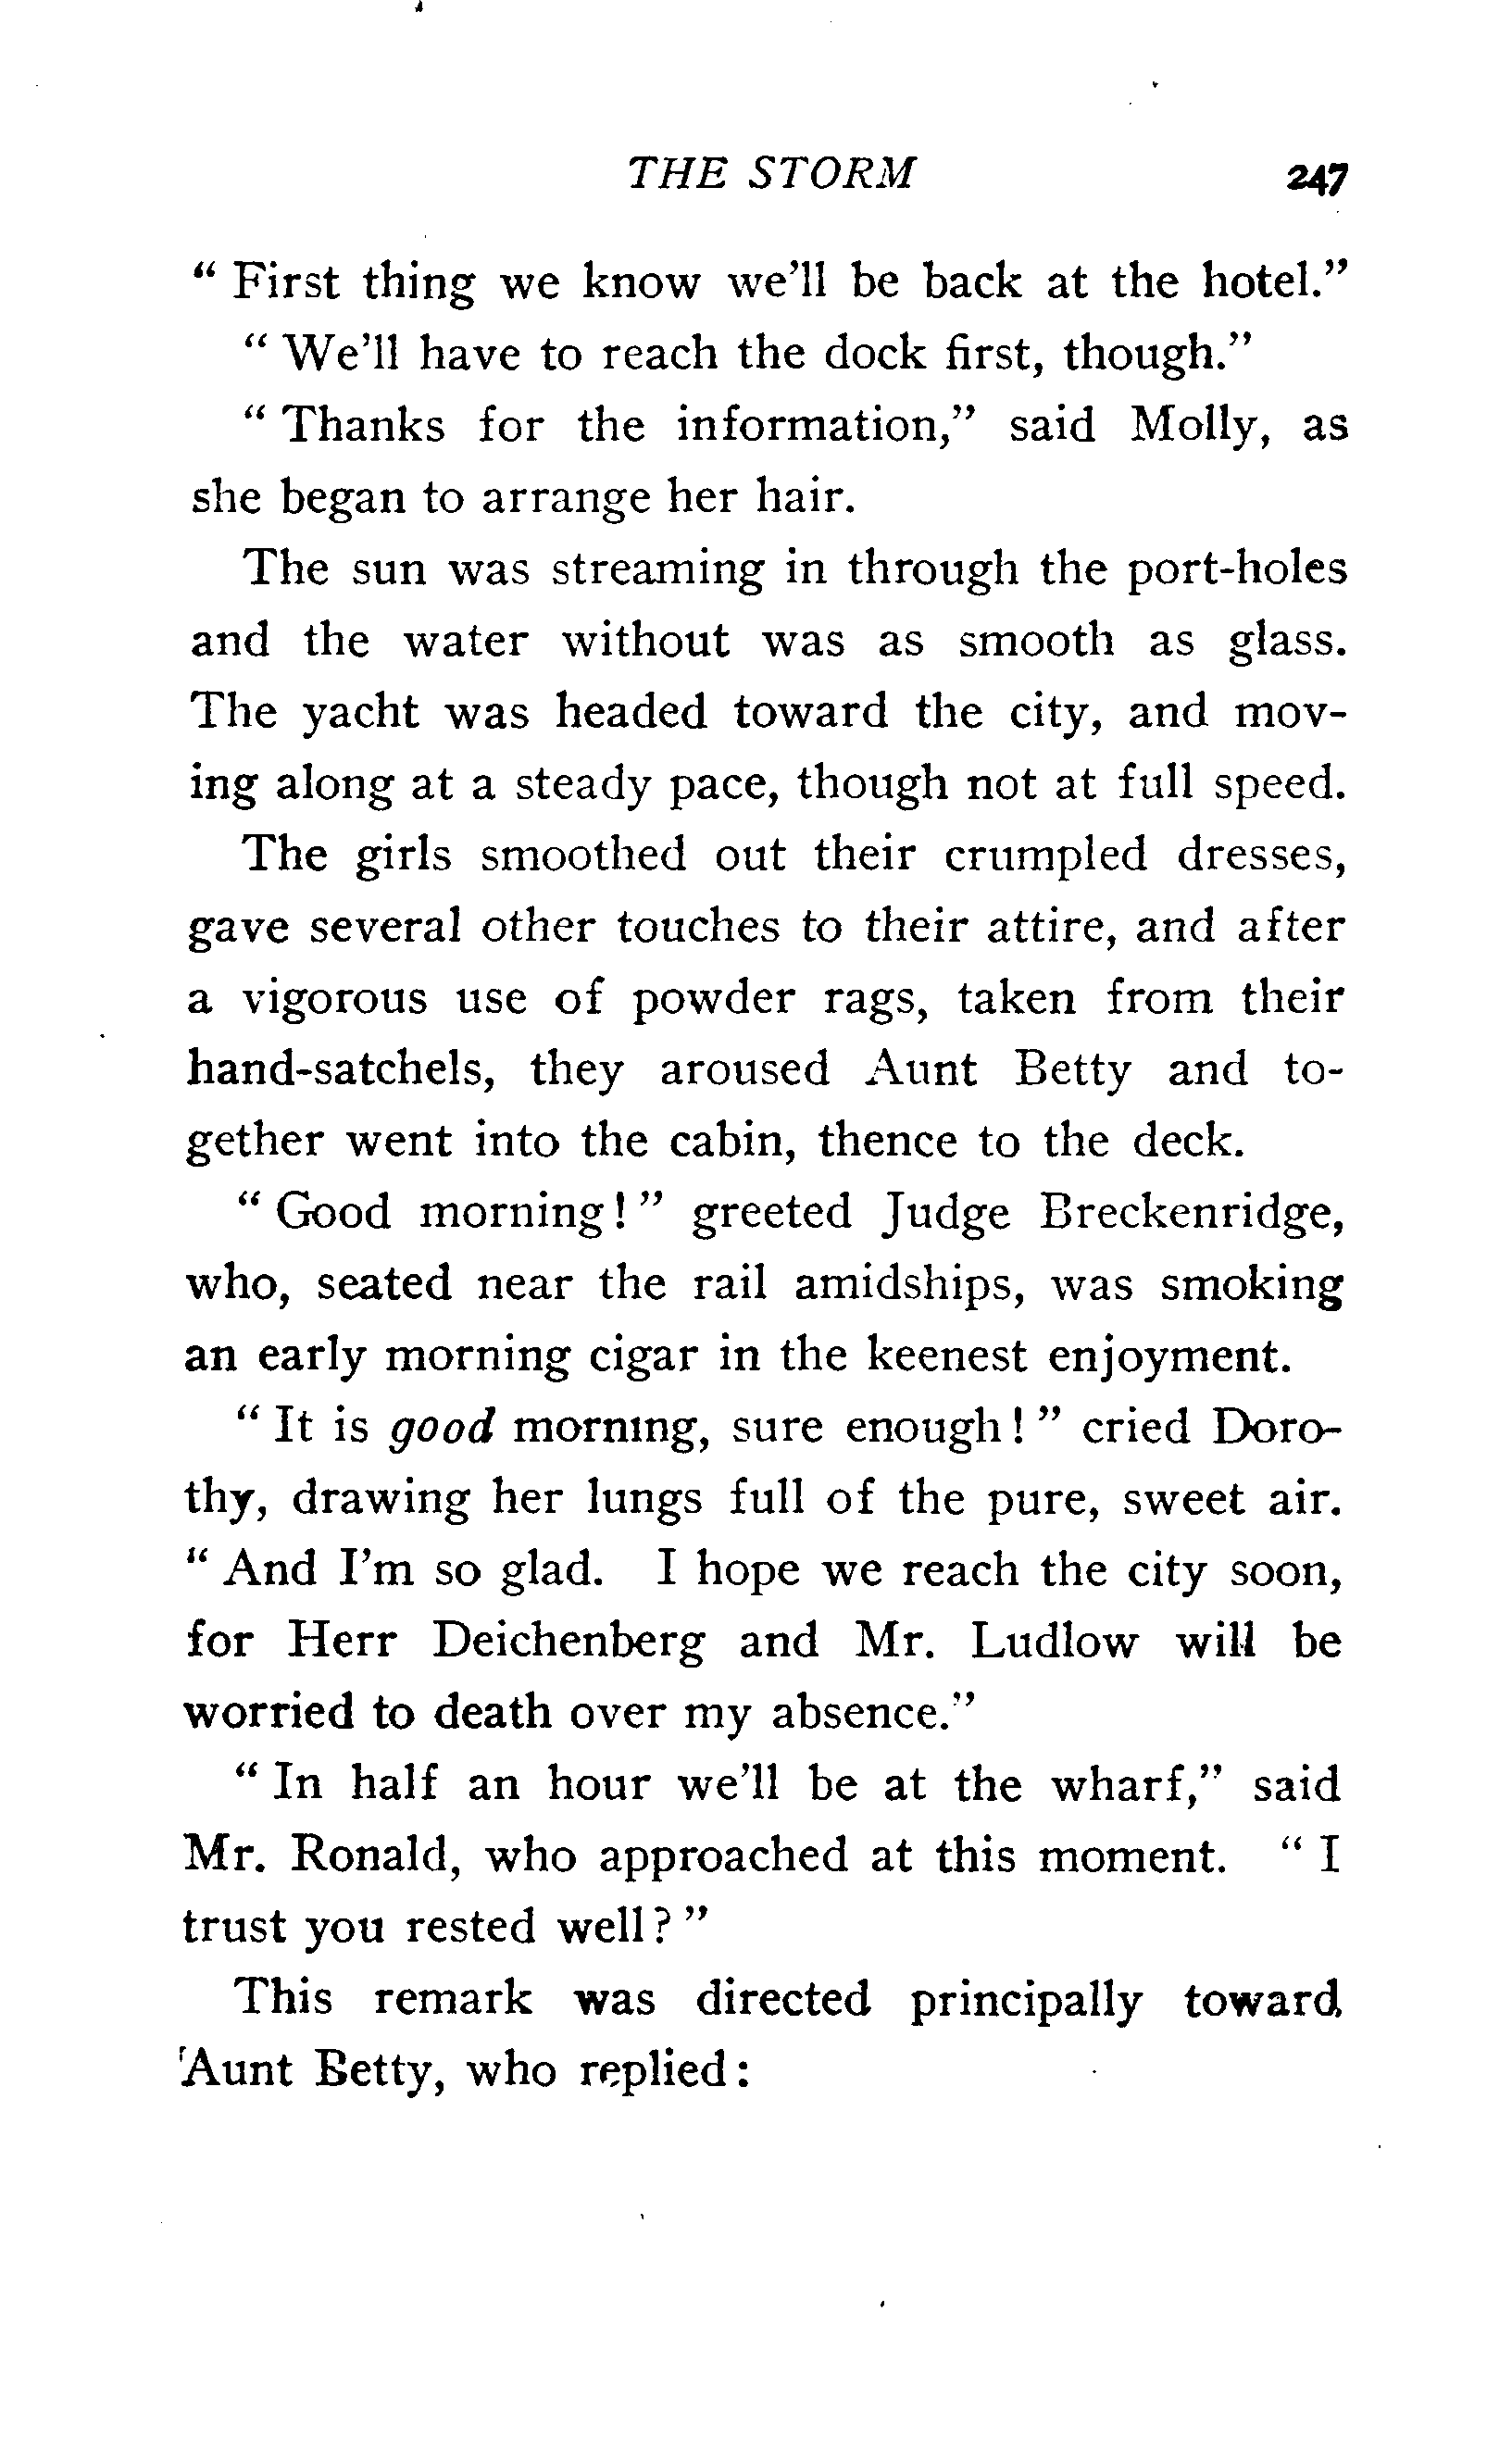 THE STORM 247
" First thing we know we'll be back at the hotel."
" We'll have to reach the dock first, though."
" Thanks for the information," said Molly, as
she began to arrange her hair.
The sun was streaming in through the port-holes
and the water without was as smooth as glass.
The yacht was headed toward the city, and mov-
ing along at a steady pace, though not at full speed.
The girls smoothed out their crumpled dresses,
gave several other touches to their attire, and after
a vigorous use of powder rags, taken from their
hand-satchels, they aroused Aunt Betty and to-
gether went into the cabin, thence to the deck.
" Good morning! " greeted Judge Breckenridge,
who, seated near the rail amidships, was smoking
an early morning cigar in the keenest enjoyment.
" It is good morning, sure enough! " cried Doro-
thy, drawing her lungs full of the pure, sweet air.
" And I'm so glad. I hope we reach the city soon,
for Herr Deichenberg and Mr. Ludlow will be
worried to death over my absence."
" In half an hour we'll be at the wharf," said
Mr. Ronald, who approached at this moment. " I
trust you rested well? "
This remark was directed principally toward
Aunt Betty, who replied: